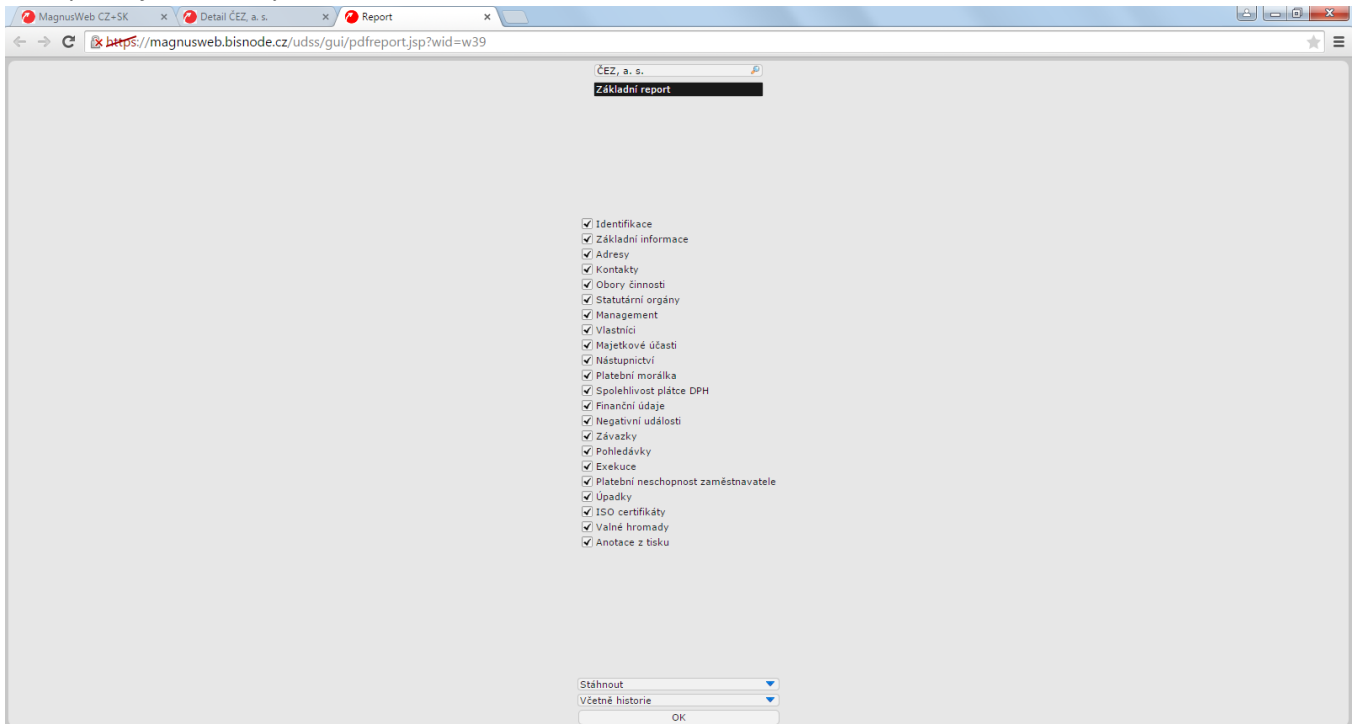 MagnusWeb CZ+SK
Detail ČEZ, a. s.
Report
https://magnusweb.bisnode.cz/udss/gui/pdfreport.jsp?wid=w39
ČEZ, a. s.
Základní report
Identifikace
Základní informace
Adresy
Kontakty
Obory činnosti
Statutární orgány
Management
Vlastníci
Majetkové účasti
Nástupnictví
Platební morálka
Spolehlivost plátce DPH
Finanční údaje
Negativní události
Závazky
Pohledávky
Exekuce
Platební neschopnost zaměstnavatele
Úpadky
ISO certifikáty
Valné hromady
Anotace z tisku
Stáhnout
Včetně historie
OK